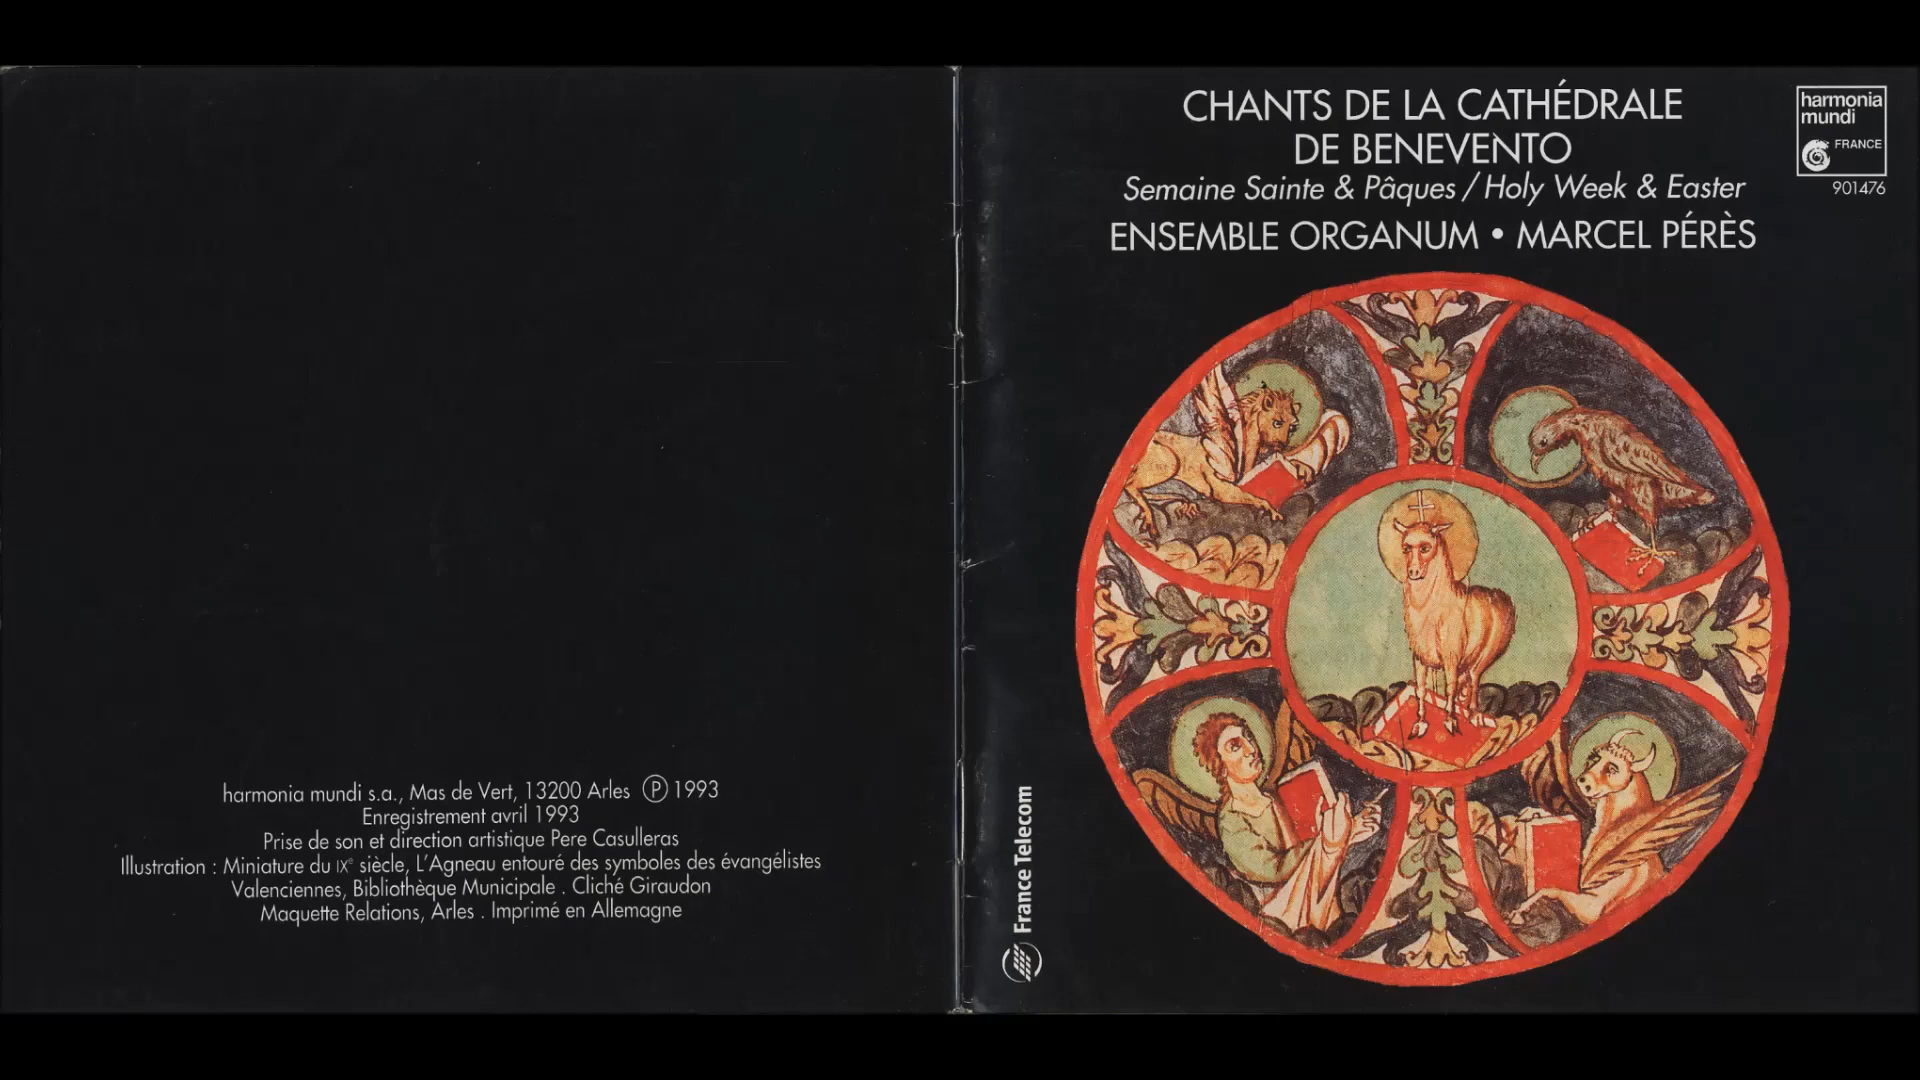 harmonia mundi s.a., Mas de Vert, 13200 Arles Ⓟ 1993
Enregistrement avril 1993
Prise de son et direction artistique Pere Casulleras
Illustration : Miniature du IXᵉ siècle, L'Agneau entouré des symboles des évangélistes
Valenciennes, Bibliothèque Municipale . Cliché Giraudon
Maquette Relations, Arles . Imprimé en Allemagne
CHANTS DE LA CATHÉDRALE
DE BENEVENTO
Semaine Sainte & Pâques / Holy Week & Easter
ENSEMBLE ORGANUM • MARCEL PÉRÈS
harmonia
mundi
FRANCE
901476
France Telecom